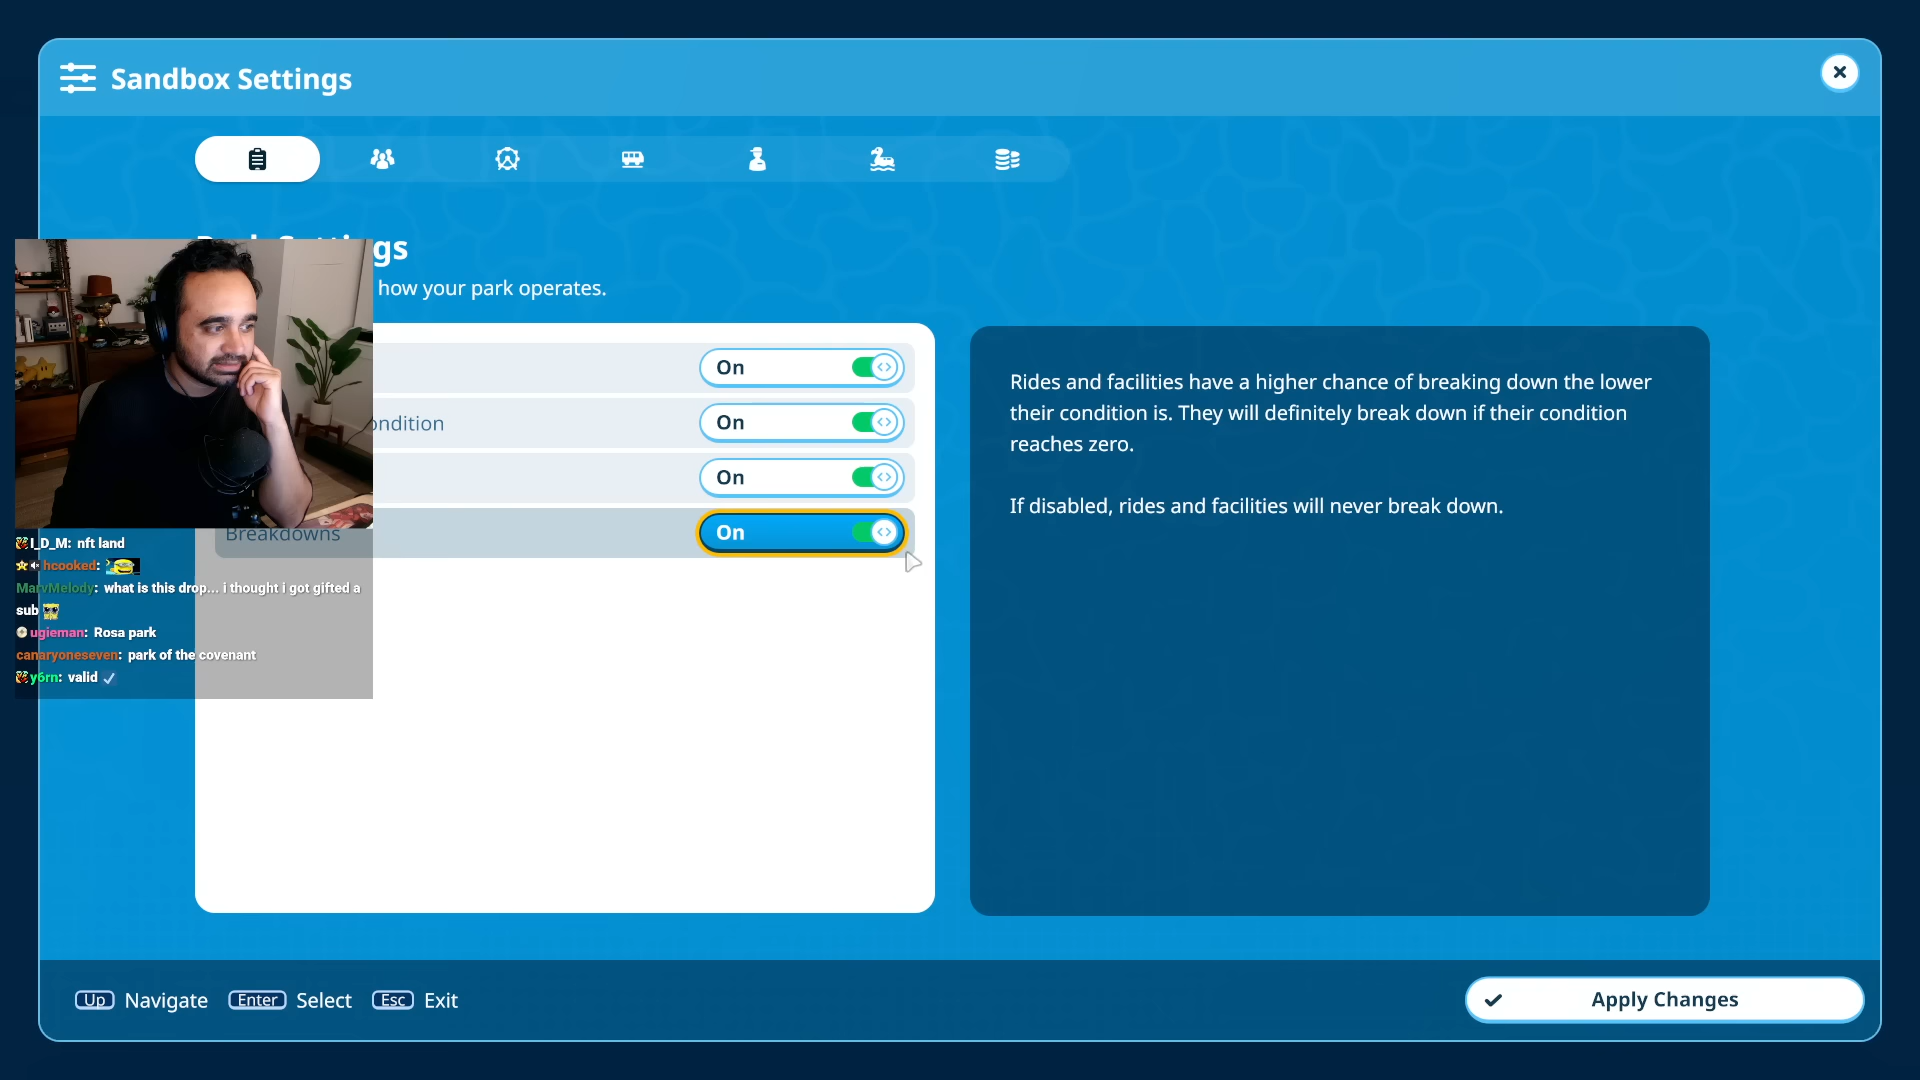 Sandbox Settings
gs
how your park operates.
On
ondition
On
On
Breakdowns
On
Rides and facilities have a higher chance of breaking down the lower
their condition is. They will definitely break down if their condition
reaches zero.
If disabled, rides and facilities will never break down.
I_D_M: nft land
hcooked:
MarvMelody: what is this drop... i thought i got gifted a
sub
ugieman: Rosa park
canaryoneseven: park of the covenant
y6rn: valid
Up Navigate Enter Select Esc Exit
Apply Changes